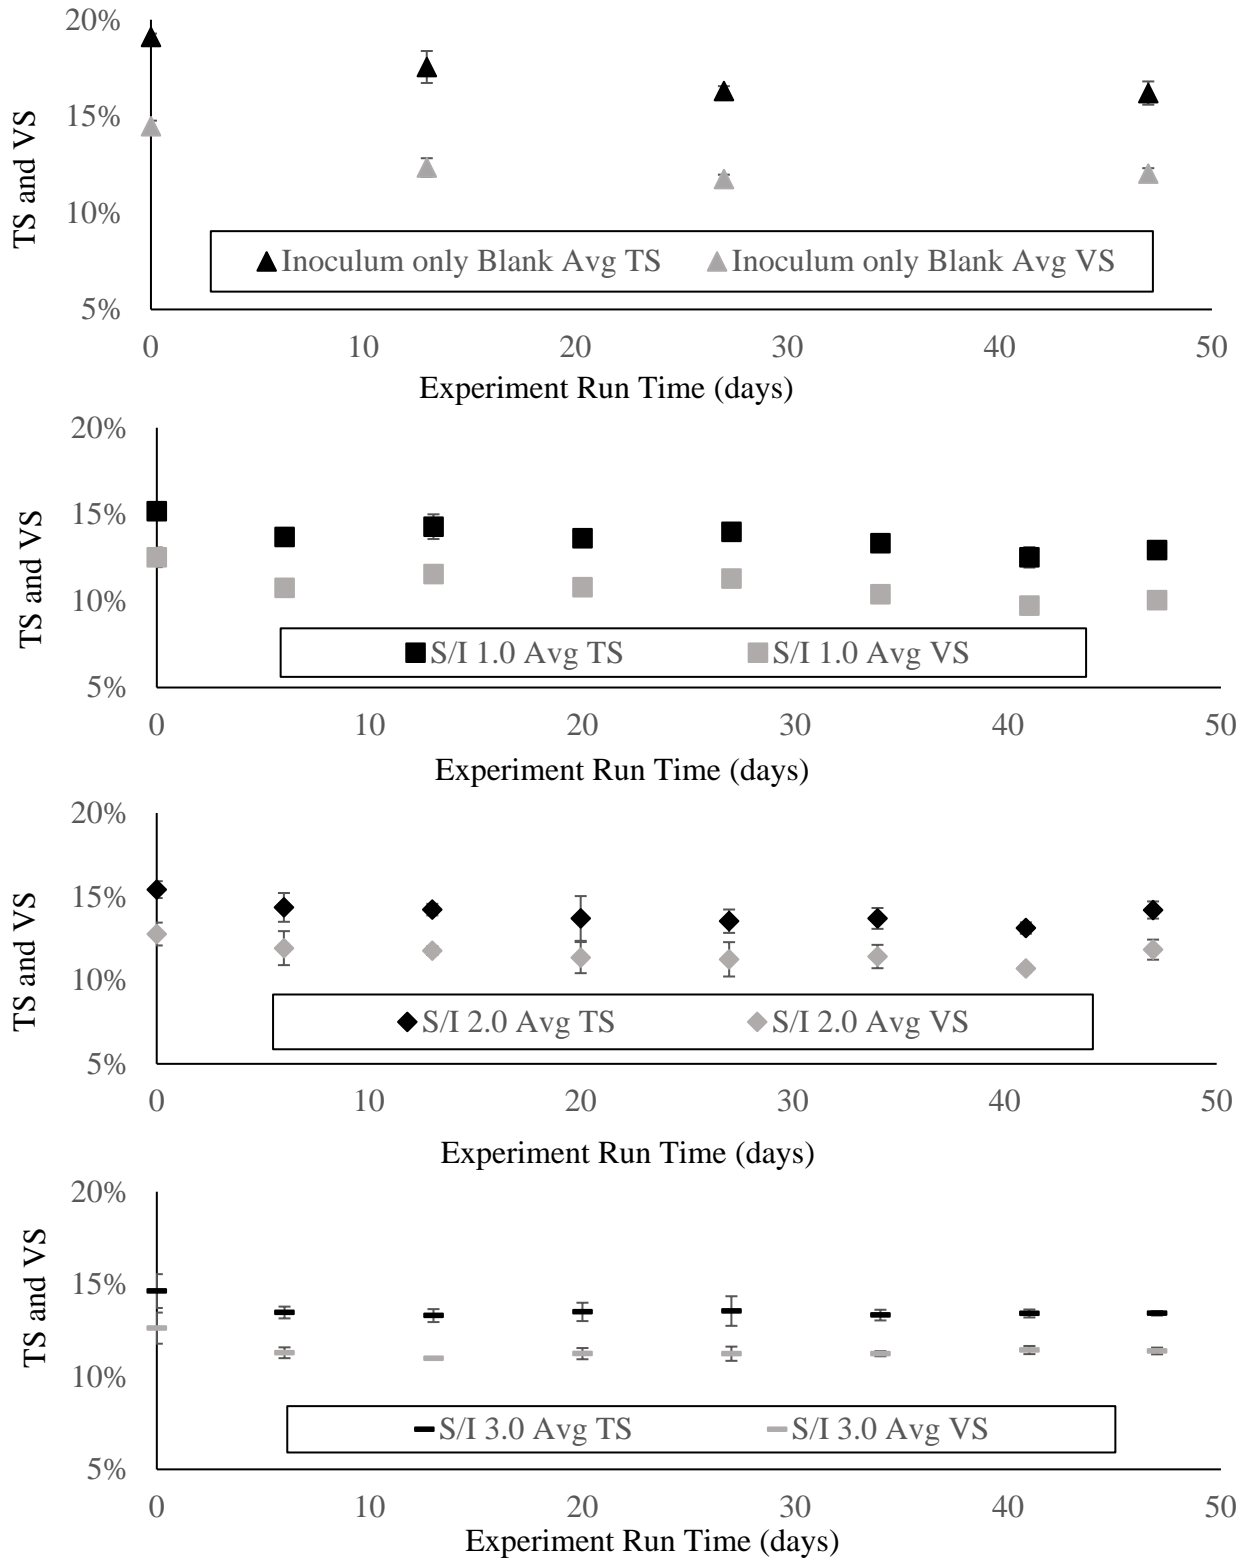 20%
15%
10%
5%
TS and VS
Inoculum only Blank Avg TS Inoculum only Blank Avg VS
0 10 20 30 40 50
Experiment Run Time (days)
20%
15%
10%
5%
TS and VS
S/I 1.0 Avg TS S/I 1.0 Avg VS
0 10 20 30 40 50
Experiment Run Time (days)
20%
15%
10%
5%
TS and VS
S/I 2.0 Avg TS S/I 2.0 Avg VS
0 10 20 30 40 50
Experiment Run Time (days)
20%
15%
10%
5%
TS and VS
S/I 3.0 Avg TS S/I 3.0 Avg VS
0 10 20 30 40 50
Experiment Run Time (days)